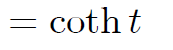 = coth t